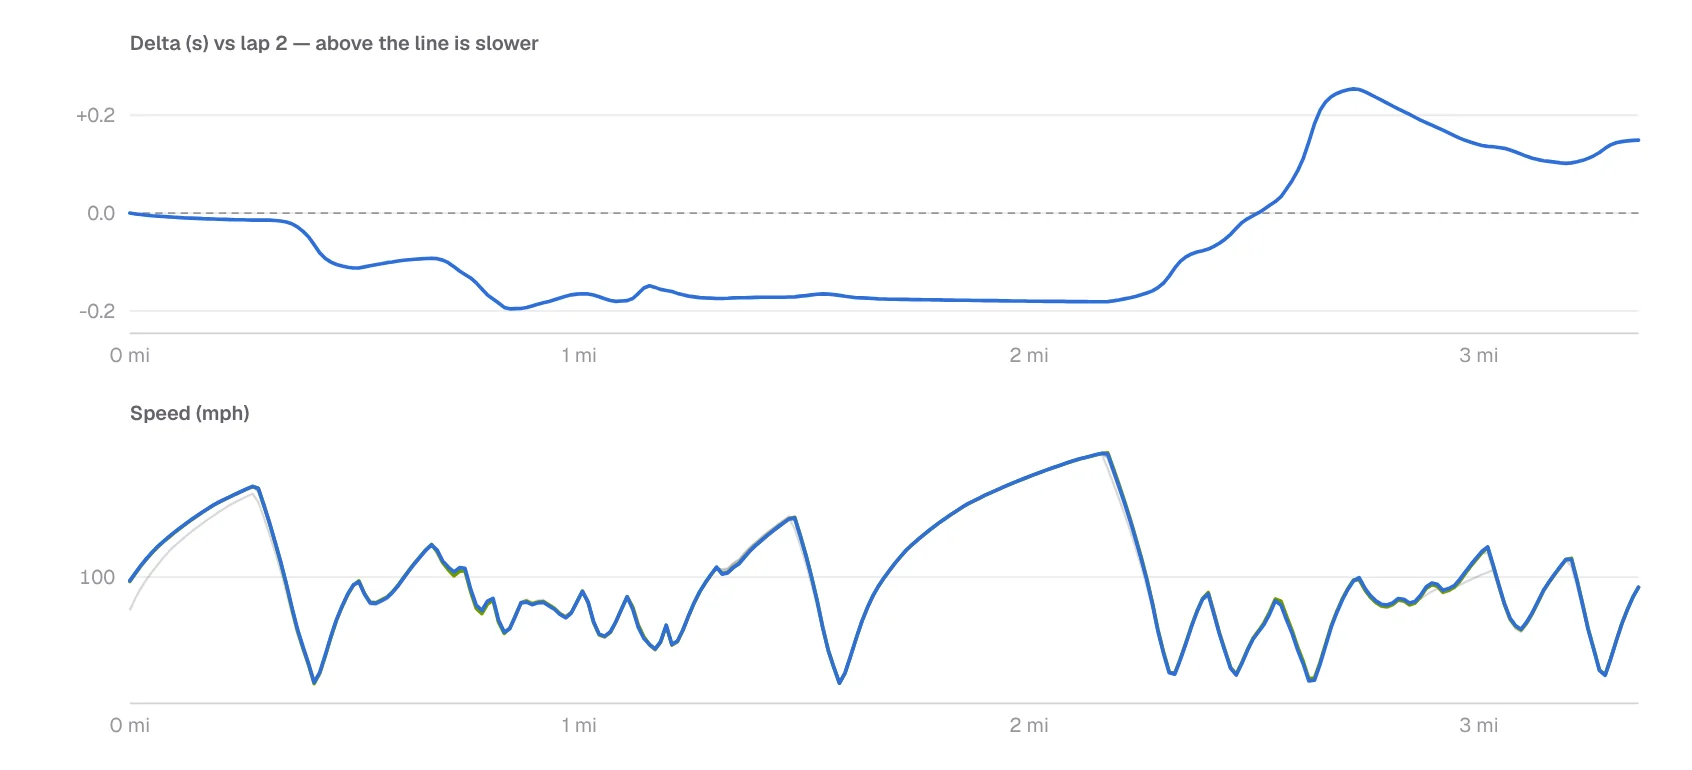 Delta (s) vs lap 2 — above the line is slower
+0.2
0.0
-0.2
0 mi
1 mi
2 mi
3 mi
Speed (mph)
100
0 mi
1 mi
2 mi
3 mi